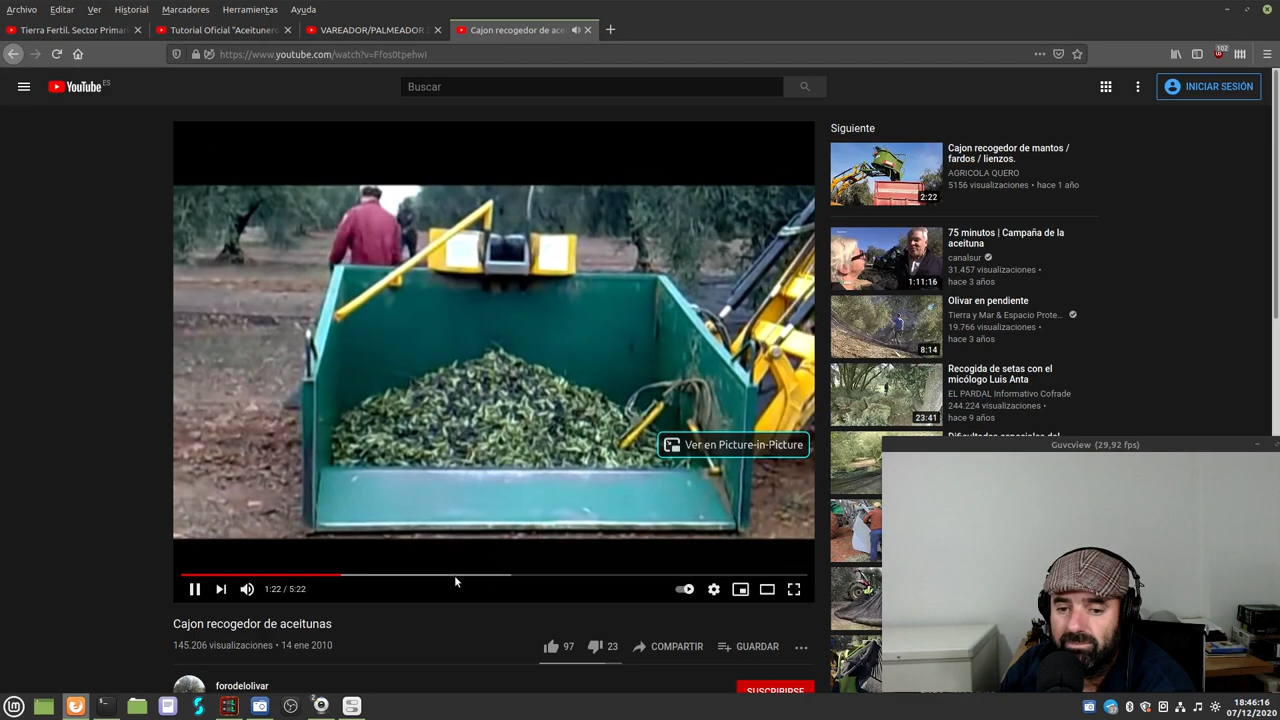 Archivo Editar Ver Historial Marcadores Herramientas Ayuda
Tierra Fertil. Sector Primar
Tutorial Oficial "Aceitunero
VAREADOR/PALMEADOR
Cajon recogedor de ace
https://www.youtube.com/watch?v=Ffos0tpehwI
102
YouTube ES
Buscar
INICIAR SESIÓN
Siguiente
Cajon recogedor de mantos /
fardos / lienzos.
AGRICOLA QUERO
5156 visualizaciones • hace 1 año
2:22
75 minutos | Campaña de la
aceituna
canalsur
31.457 visualizaciones •
hace 3 años
1:11:16
Olivar en pendiente
Tierra y Mar & Espacio Prote...
19.766 visualizaciones •
hace 3 años
8:14
Recogida de setas con el
micólogo Luis Anta
EL PARDAL Informativo Cofrade
244.224 visualizaciones •
hace 9 años
23:41
Ver en Picture-in-Picture
Guvcview (29,92 fps)
1:22 / 5:22
Cajon recogedor de aceitunas
145.206 visualizaciones • 14 ene 2010
97
23
COMPARTIR
GUARDAR
forodelolivar
SUSCRIBIRSE
18:46:16
07/12/2020